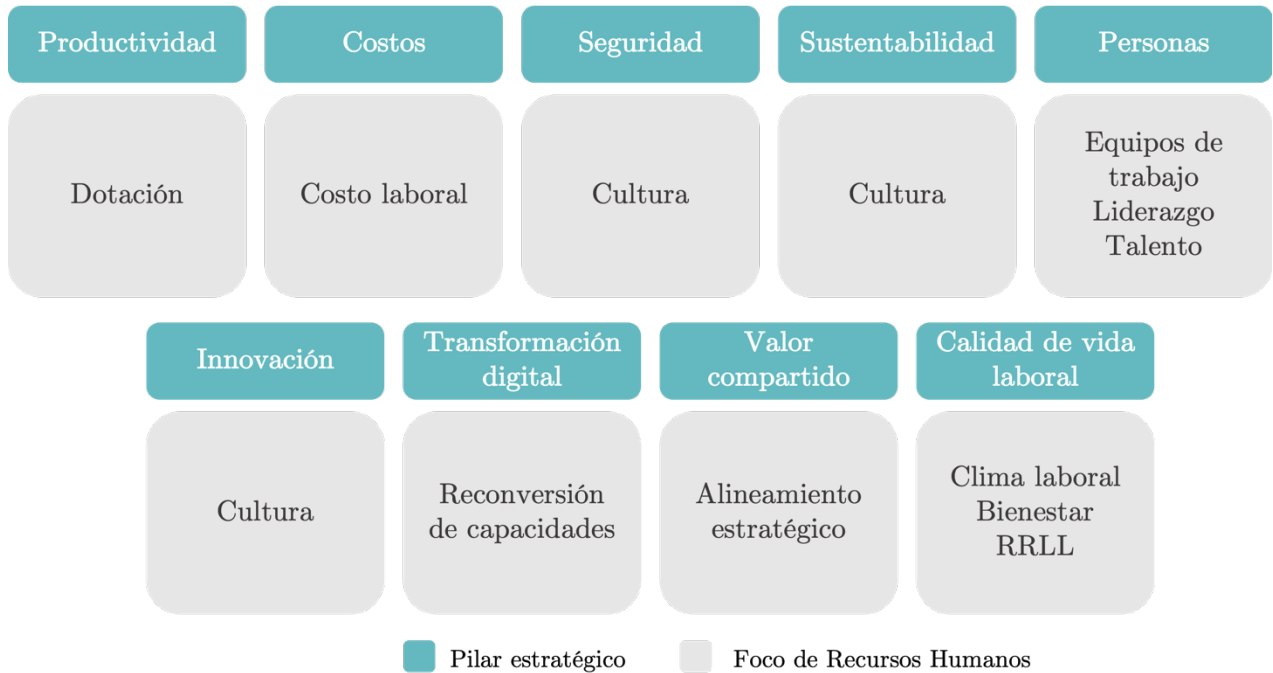 Productividad
Costos
Seguridad
Sustentabilidad
Personas
Dotación
Costo laboral
Cultura
Cultura
Equipos de
trabajo
Liderazgo
Talento
Innovación
Transformación
digital
Valor
compartido
Calidad de vida
laboral
Cultura
Reconversión
de capacidades
Alineamiento
estratégico
Clima laboral
Bienestar
RRLL
Pilar estratégico
Foco de Recursos Humanos